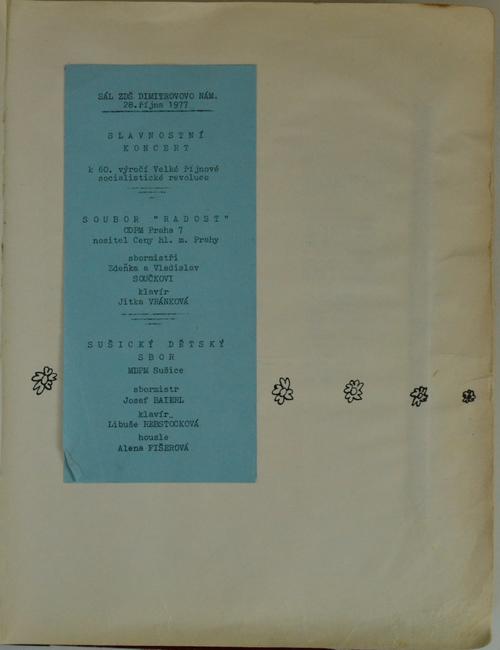 SÁL ZDŠ DIMITROVOVO NÁM.
28.října 1977
SLAVNOSTNÍ
KONCERT
k 60. výročí Velké říjnové
socialistické revoluce
SOUBOR "RADOST"
ODPM Praha 7
nositel Ceny hl. m. Prahy
sbormistři
Zdeňka a Vladislav
SOUČKOVI
klavír
Jitka VRÁNKOVÁ
SUŠICKÝ DĚTSKÝ
SBOR
MDPM Sušice
sbormistr
Josef BAIERL
klavír
Libuše REBSTOCKOVÁ
housle
Alena FIŠEROVÁ